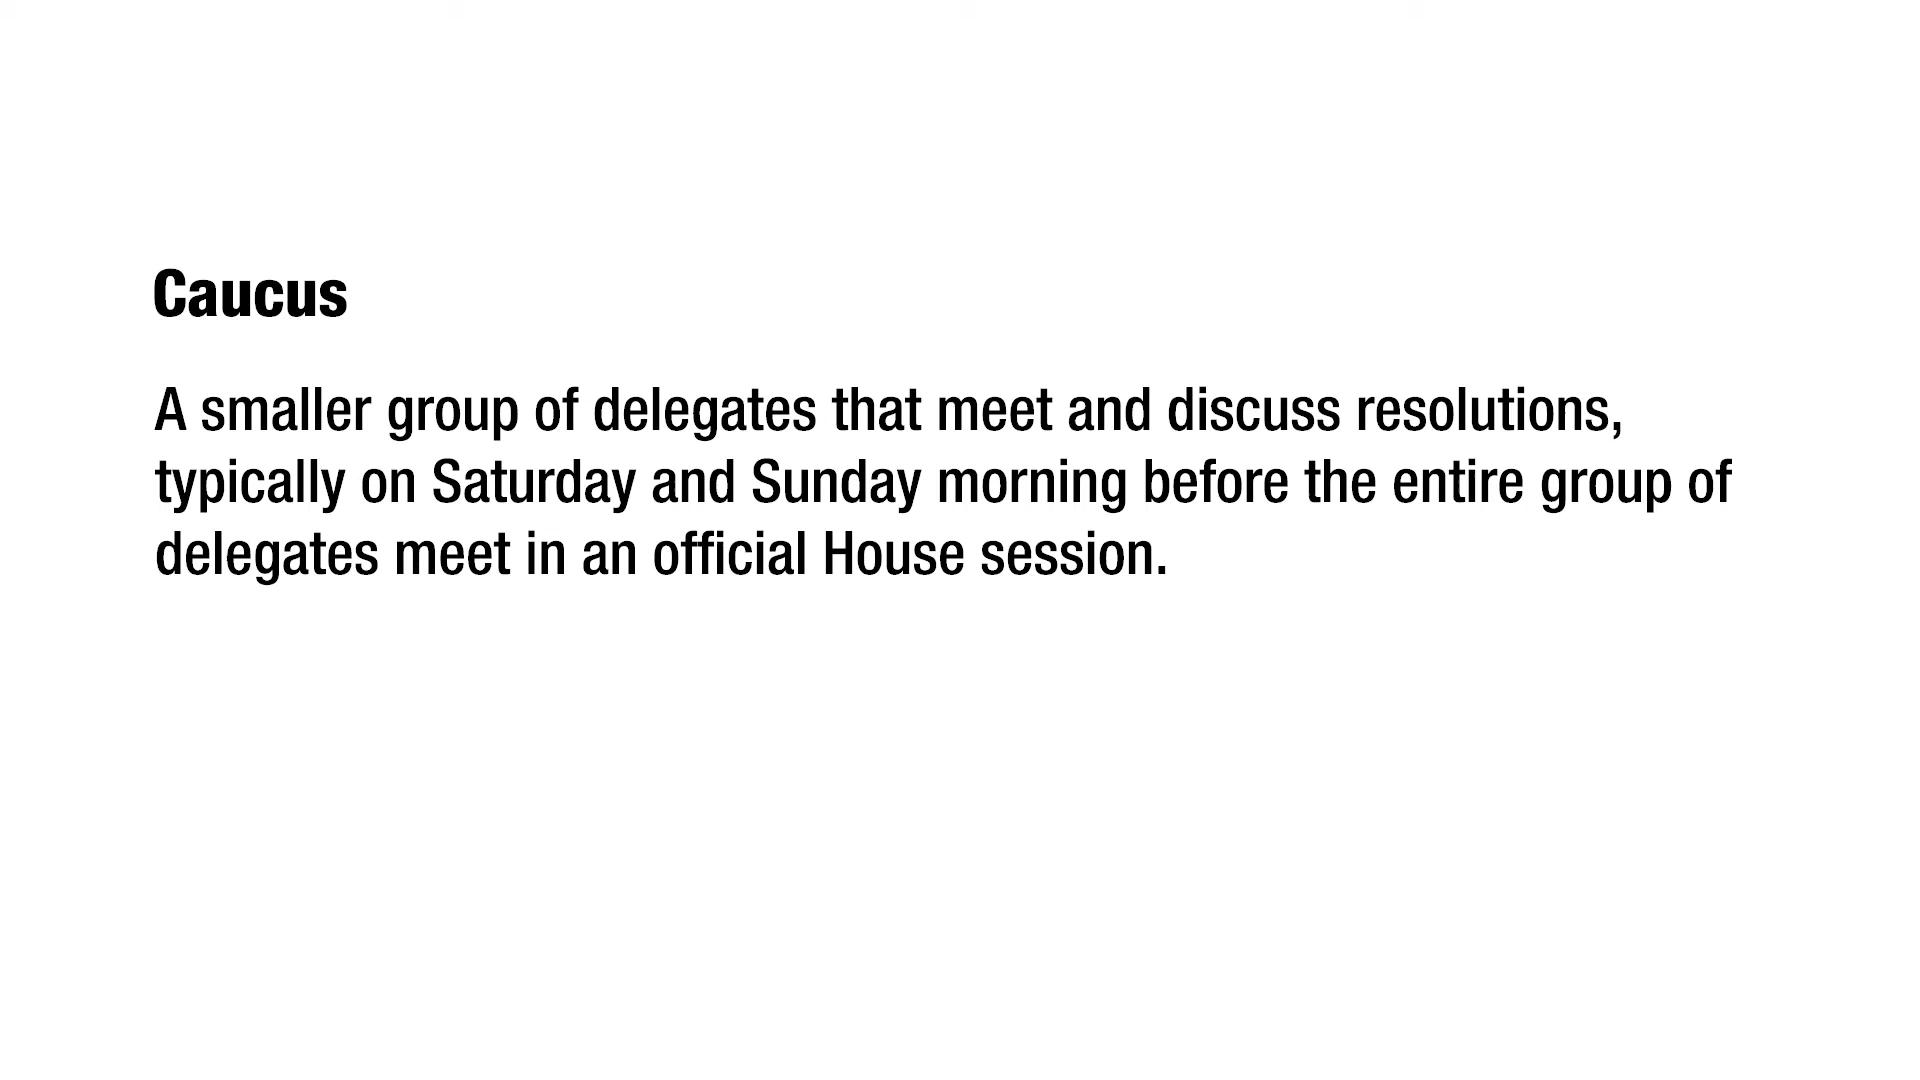 Caucus
A smaller group of delegates that meet and discuss resolutions,
typically on Saturday and Sunday morning before the entire group of
delegates meet in an official House session.